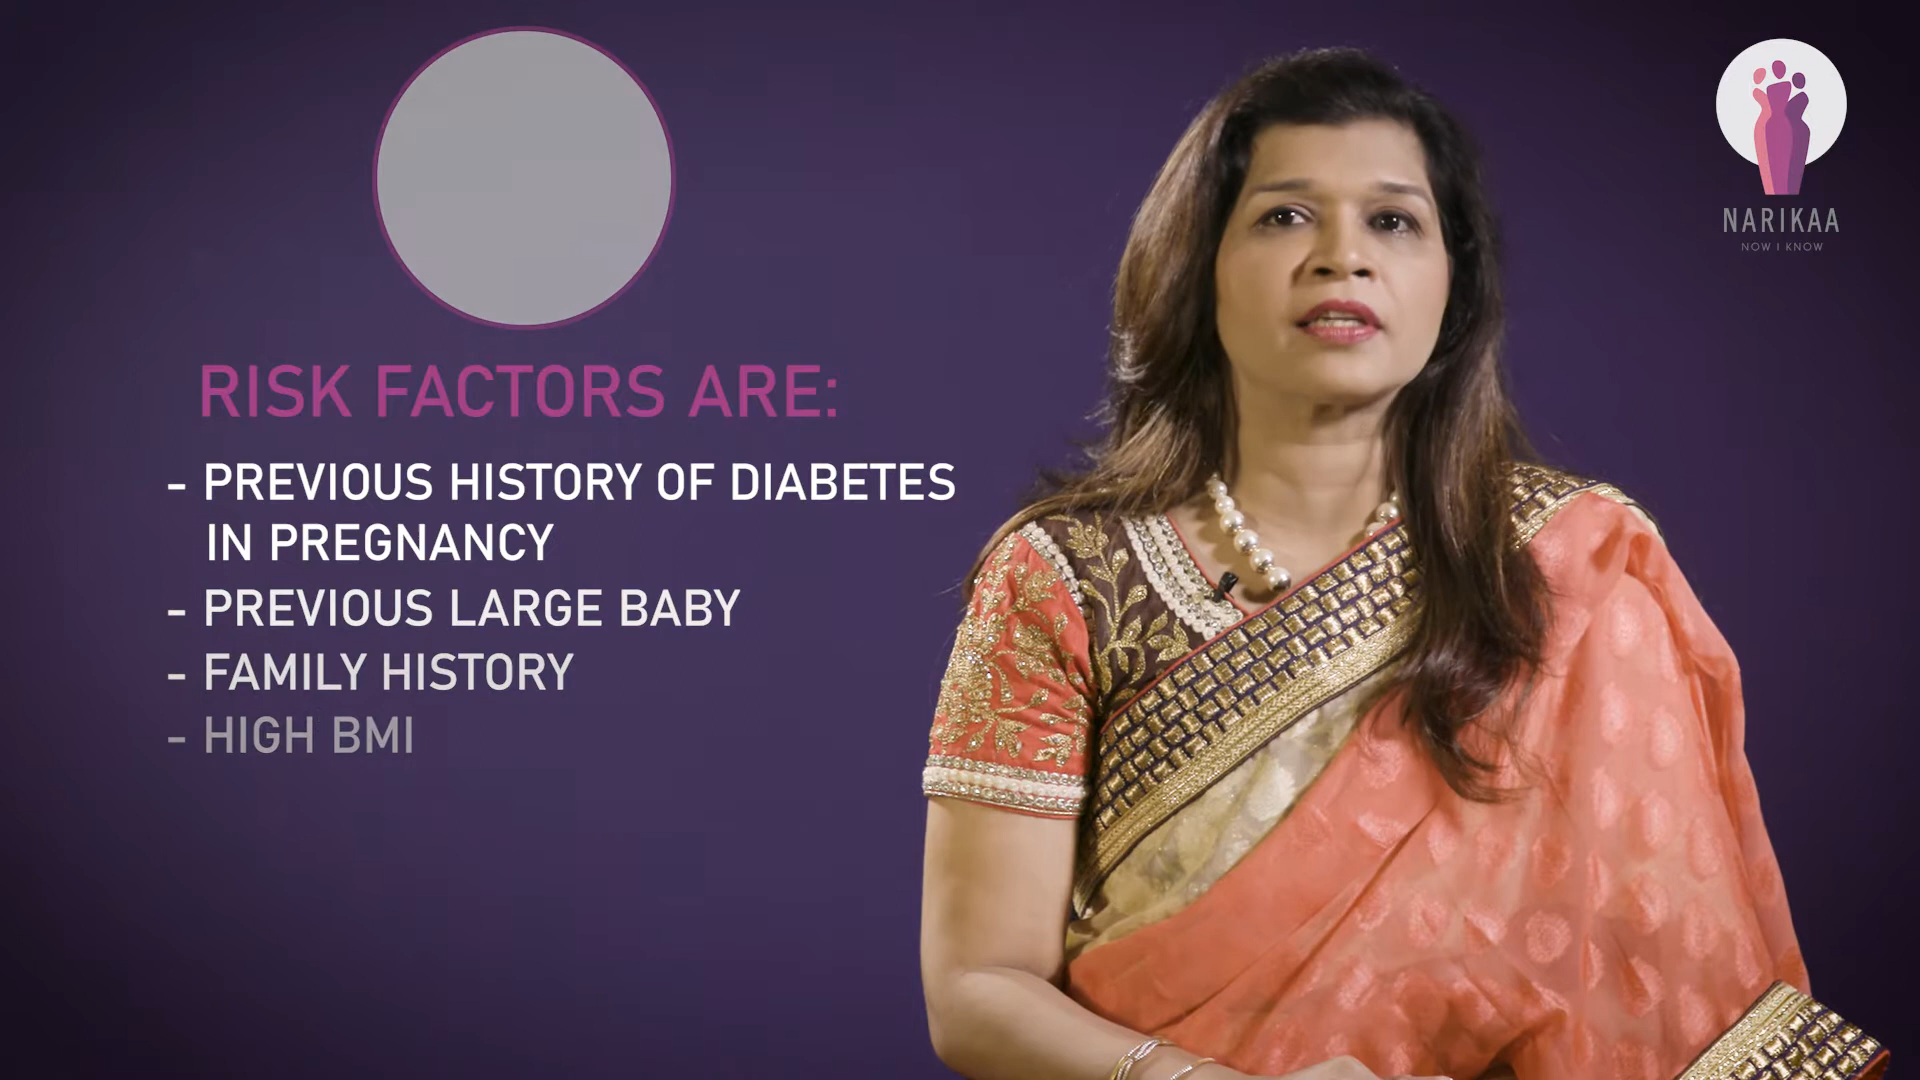 RISK FACTORS ARE:
- PREVIOUS HISTORY OF DIABETES
IN PREGNANCY
- PREVIOUS LARGE BABY
- FAMILY HISTORY
- HIGH BMI
NARIKAA
NOW I KNOW